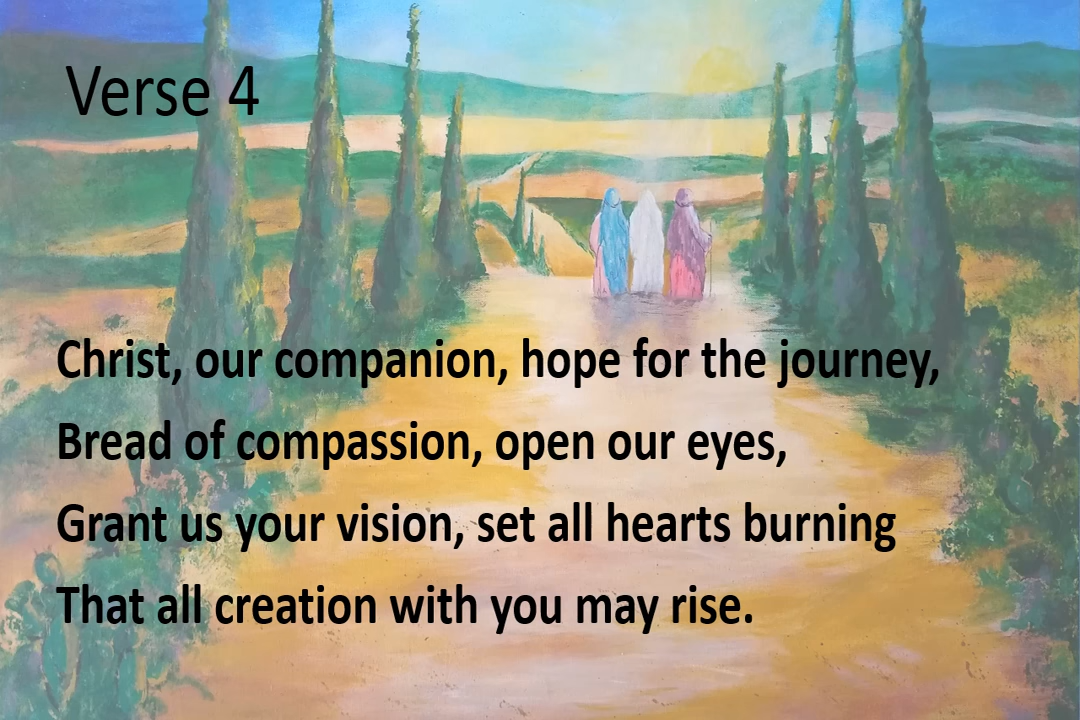 Verse 4
Christ, our companion, hope for the journey,
Bread of compassion, open our eyes,
Grant us your vision, set all hearts burning
That all creation with you may rise.